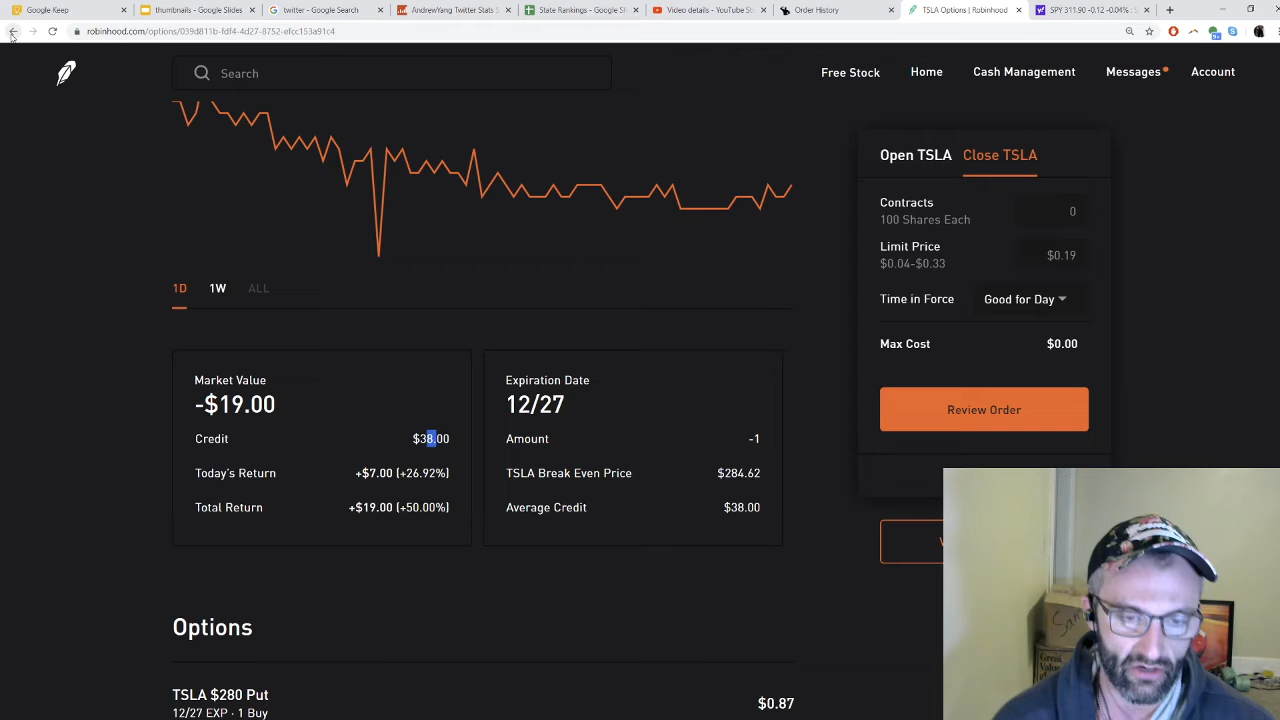 Google Keep
thumbnails - Google Slides
twitter - Google Search
AndrewYang Twitter Stats S
State Rankings - Google Sl
Video details - YouTube St
Order History
TSLA Options | Robinhood
SPY 311.90 -0.12 -0.04% : S
robinhood.com/options/039d811b-fdf4-4d27-8752-efcc153a91c4
Search
Free Stock
Home
Cash Management
Messages
Account
Open TSLA
Close TSLA
Contracts
0
100 Shares Each
Limit Price
$0.19
$0.04-$0.33
Time in Force
Good for Day
Max Cost
$0.00
Review Order
1D
1W
ALL
Market Value
-$19.00
Credit
$38.00
Today's Return
+$7.00 (+26.92%)
Total Return
+$19.00 (+50.00%)
Expiration Date
12/27
Amount
-1
TSLA Break Even Price
$284.62
Average Credit
$38.00
Options
TSLA $280 Put
12/27 EXP · 1 Buy
$0.87